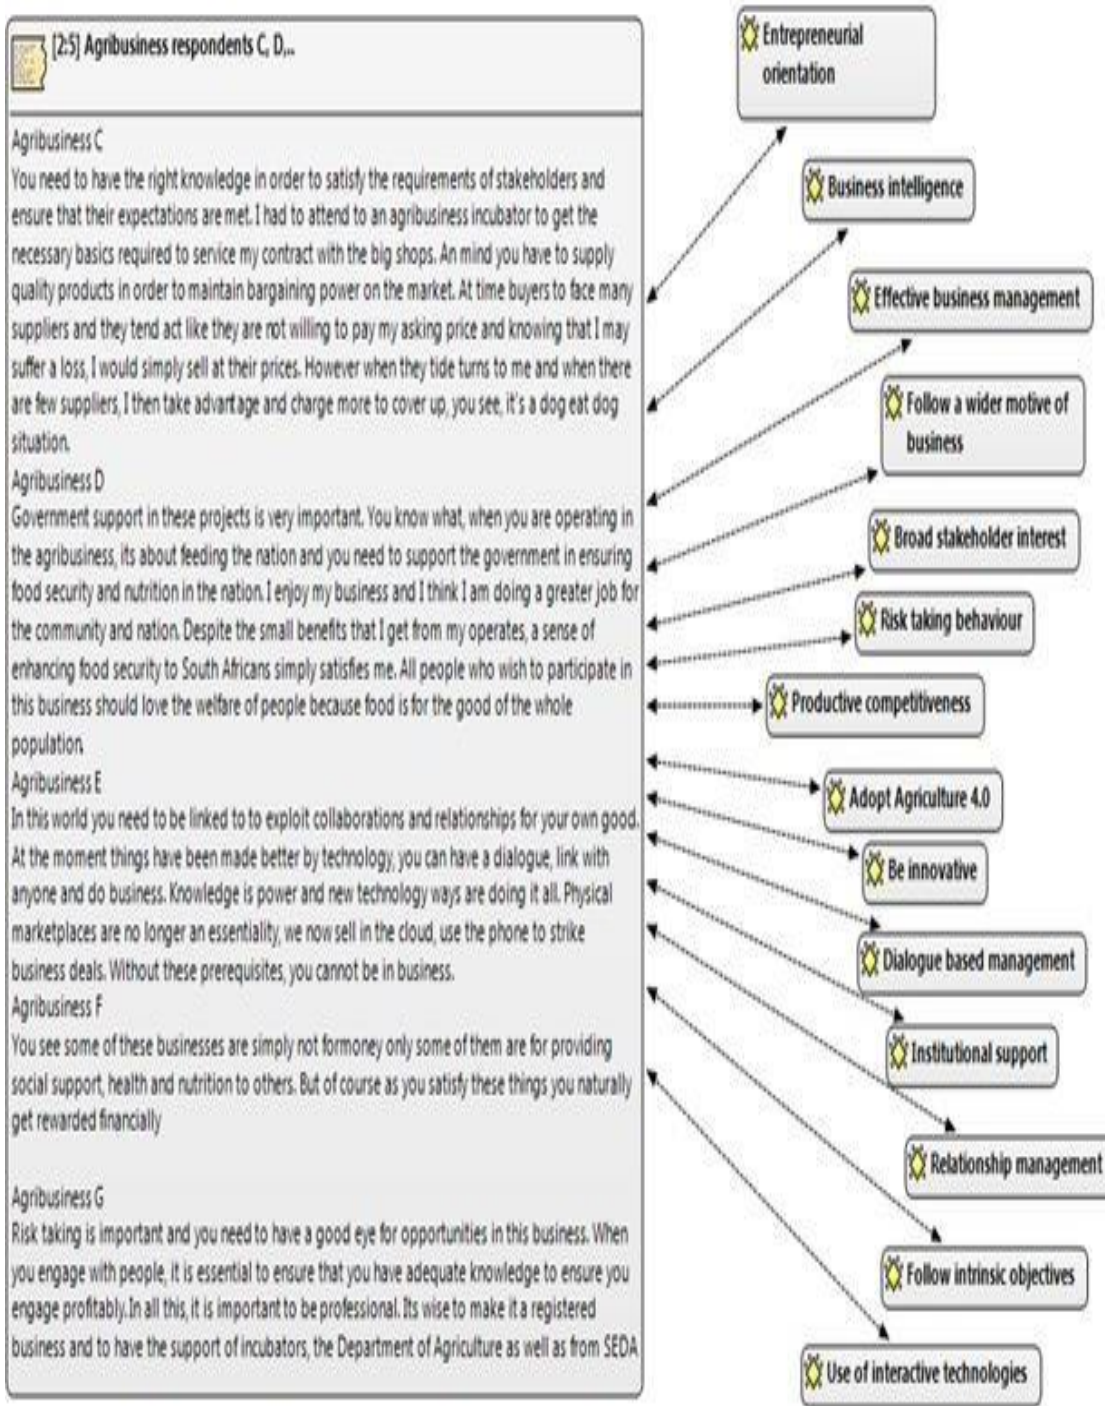 [2:5] Agribusiness respondents C, D,...
Agribusiness C
You need to have the right knowledge in order to satisfy the requirements of stakeholders and
ensure that their expectations are met. I had to attend to an agribusiness incubator to get the
necessary basics required to service my contract with the big shops. An mind you have to supply
quality products in order to maintain bargaining power on the market. At time buyers to face many
suppliers and they tend act like they are not willing to pay my asking price and knowing that I may
suffer a loss, I would simply sell at their prices. However when they tide turns to me and when there
are few suppliers, I then take advantage and charge more to cover up, you see, it's a dog eat dog
situation.
Agribusiness D
Government support in these projects is very important. You know what, when you are operating in
the agribusiness, its about feeding the nation and you need to support the government in ensuring
food security and nutrition in the nation. I enjoy my business and I think I am doing a greater job for
the community and nation. Despite the small benefits that I get from my operates, a sense of
enhancing food security to South Africans simply satisfies me. All people who wish to participate in
this business should love the welfare of people because food is for the good of the whole
population.
Agribusiness E
In this world you need to be linked to to exploit collaborations and relationships for your own good.
At the moment things have been made better by technology, you can have a dialogue, link with
anyone and do business. Knowledge is power and new technology ways are doing it all. Physical
marketplaces are no longer an essentiality, we now sell in the cloud, use the phone to strike
business deals. Without these prerequisites, you cannot be in business.
Agribusiness F
You see some of these businesses are simply not formoney only some of them are for providing
social support, health and nutrition to others. But of course as you satisfy these things you naturally
get rewarded financially
Agribusiness G
Risk taking is important and you need to have a good eye for opportunities in this business. When
you engage with people, it is essential to ensure that you have adequate knowledge to ensure you
engage profitably.In all this, it is important to be professional. Its wise to make it a registered
business and to have the support of incubators, the Department of Agriculture as well as from SEDA
Entrepreneurial
orientation
Business intelligence
Effective business management
Follow a wider motive of
business
Broad stakeholder interest
Risk taking behaviour
Productive competitiveness
Adopt Agriculture 4.0
Be innovative
Dialogue based management
Institutional support
Relationship management
Follow intrinsic objectives
Use of interactive technologies